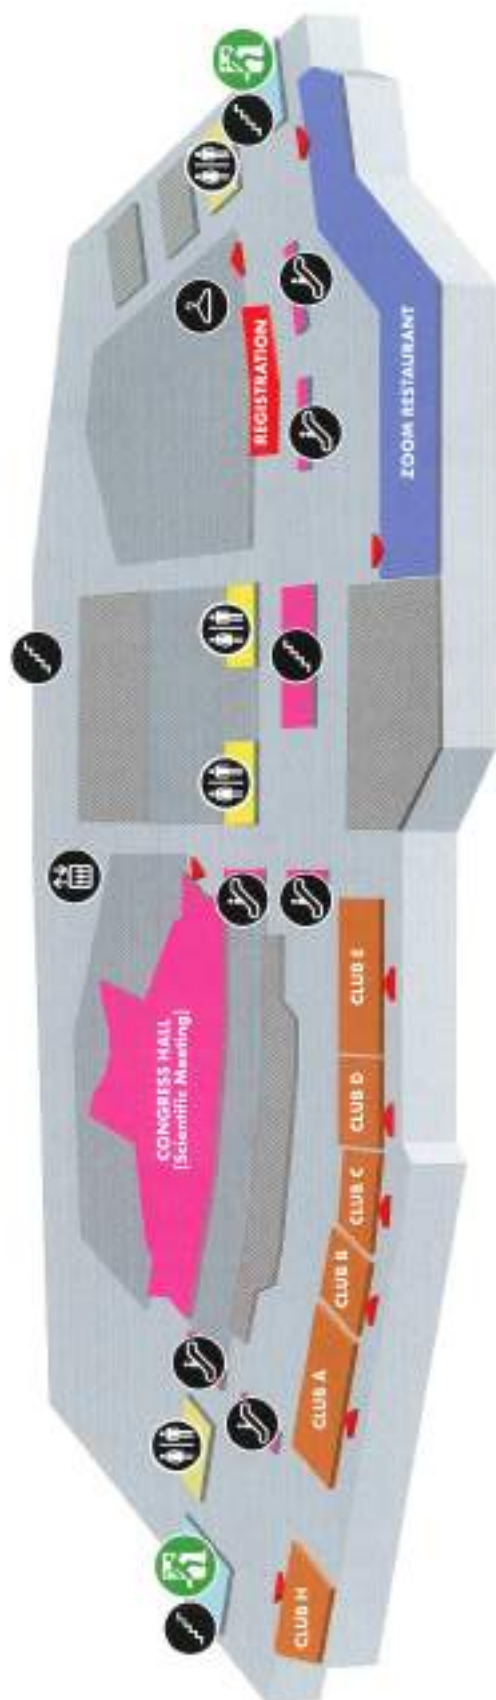 ZOOM RESTAURANT
REGISTRATION
CONGRESS HALL
[Scientific Meeting]
CLUB E
CLUB D
CLUB C
CLUB B
CLUB A
CLUB H